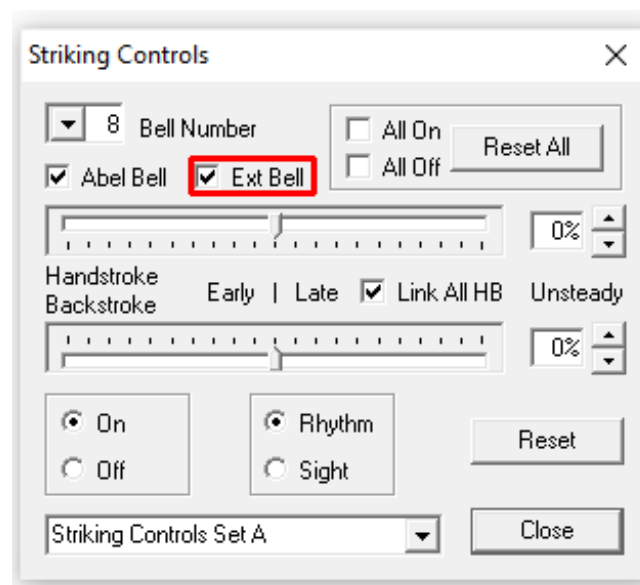 Striking Controls
8 Bell Number
All On
All Off
Reset All
Abel Bell
Ext Bell
0%
Handstroke
Backstroke
Early | Late
Link All HB
Unsteady
0%
On
Off
Rhythm
Sight
Reset
Striking Controls Set A
Close